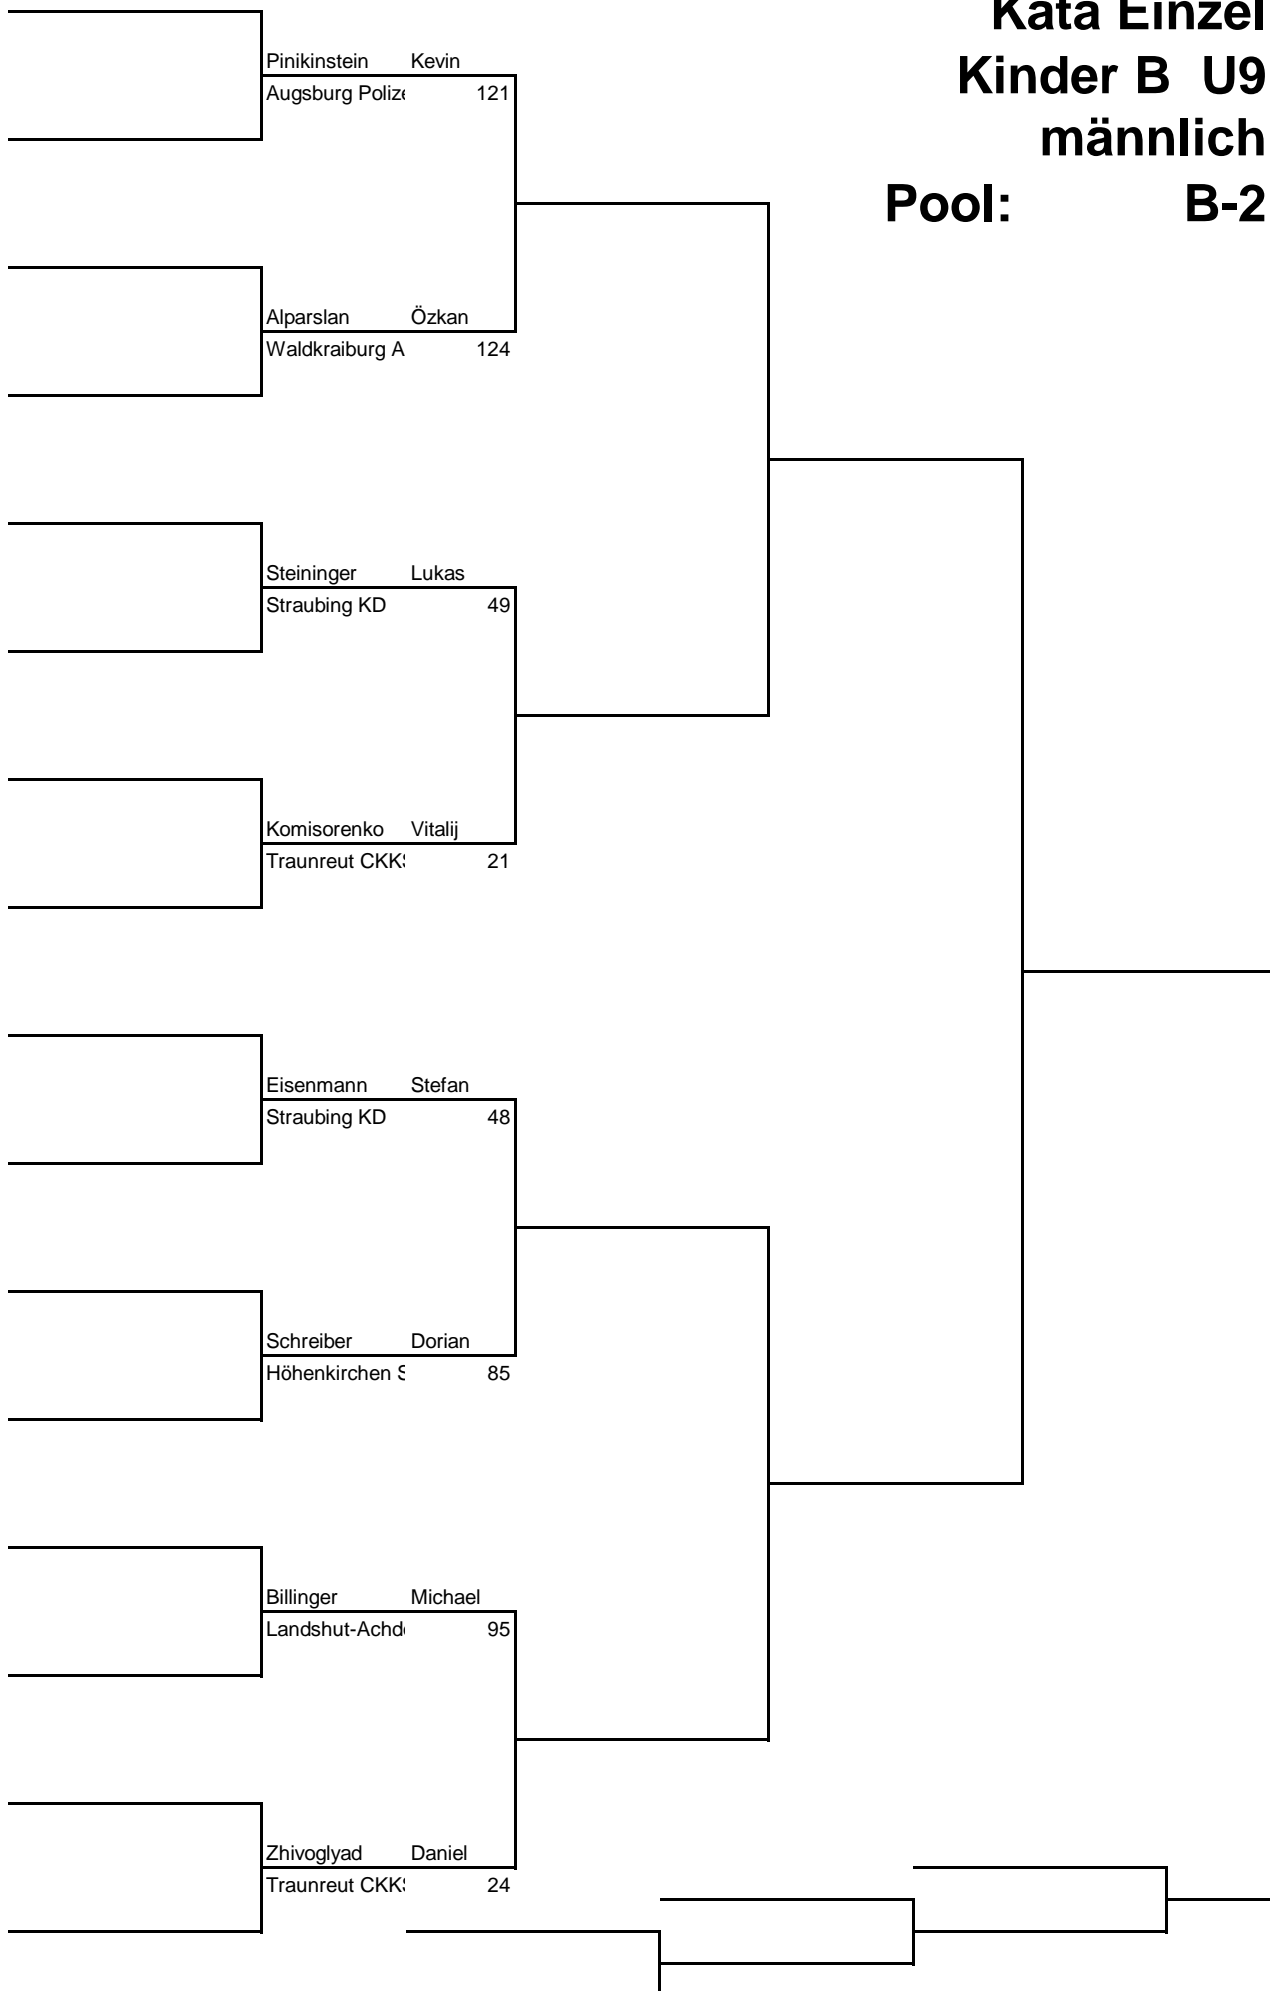 Kata Einzel
Kinder B U9
männlich
Pool: B-2
Pinikinstein Kevin
Augsburg Polize 121
Alparslan Özkan
Waldkraiburg A 124
Steininger Lukas
Straubing KD 49
Komisorenko Vitalij
Traunreut CKKS 21
Eisenmann Stefan
Straubing KD 48
Schreiber Dorian
Höhenkirchen S 85
Billinger Michael
Landshut-Achd 95
Zhivoglyad Daniel
Traunreut CKKS 24